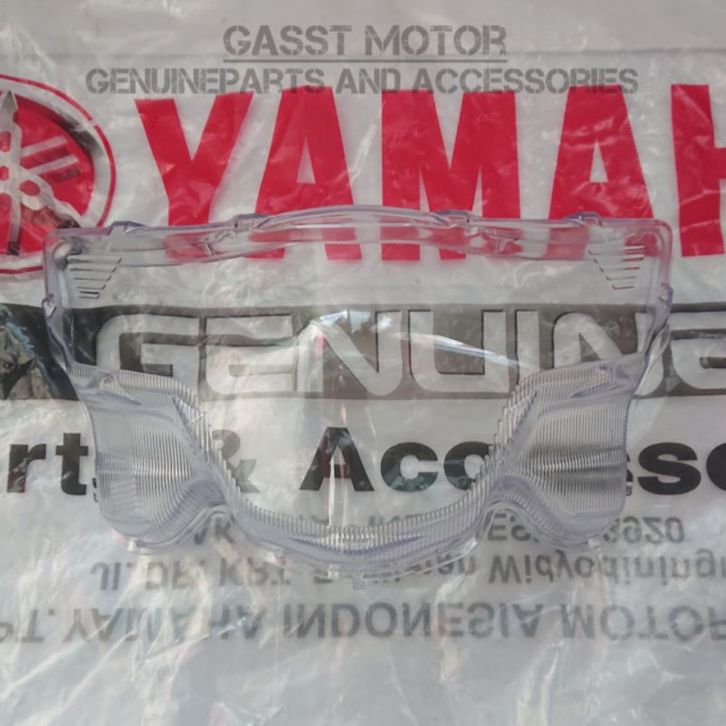 GASST MOTOR
GENUINEPARTS AND ACCESSORIES
YAMAH
GENUINE
rts & Accesso
PT. YAMAHA INDONESIA MOTOR